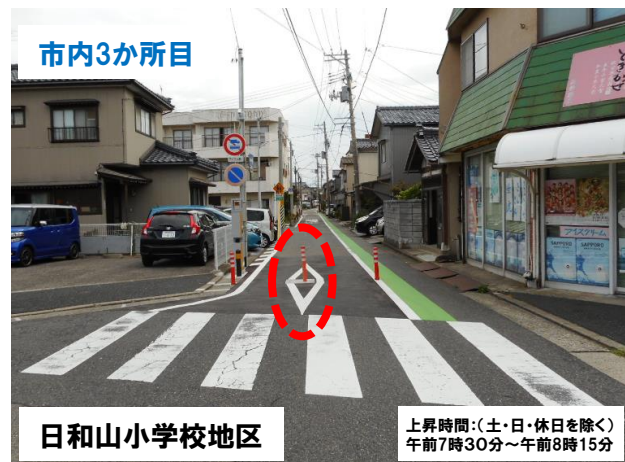 市内3か所目
アイスクリーム
SAPPORO
SAPPORO
日和山小学校地区
上昇時間:(土・日・休日を除く)
午前7時30分~午前8時15分